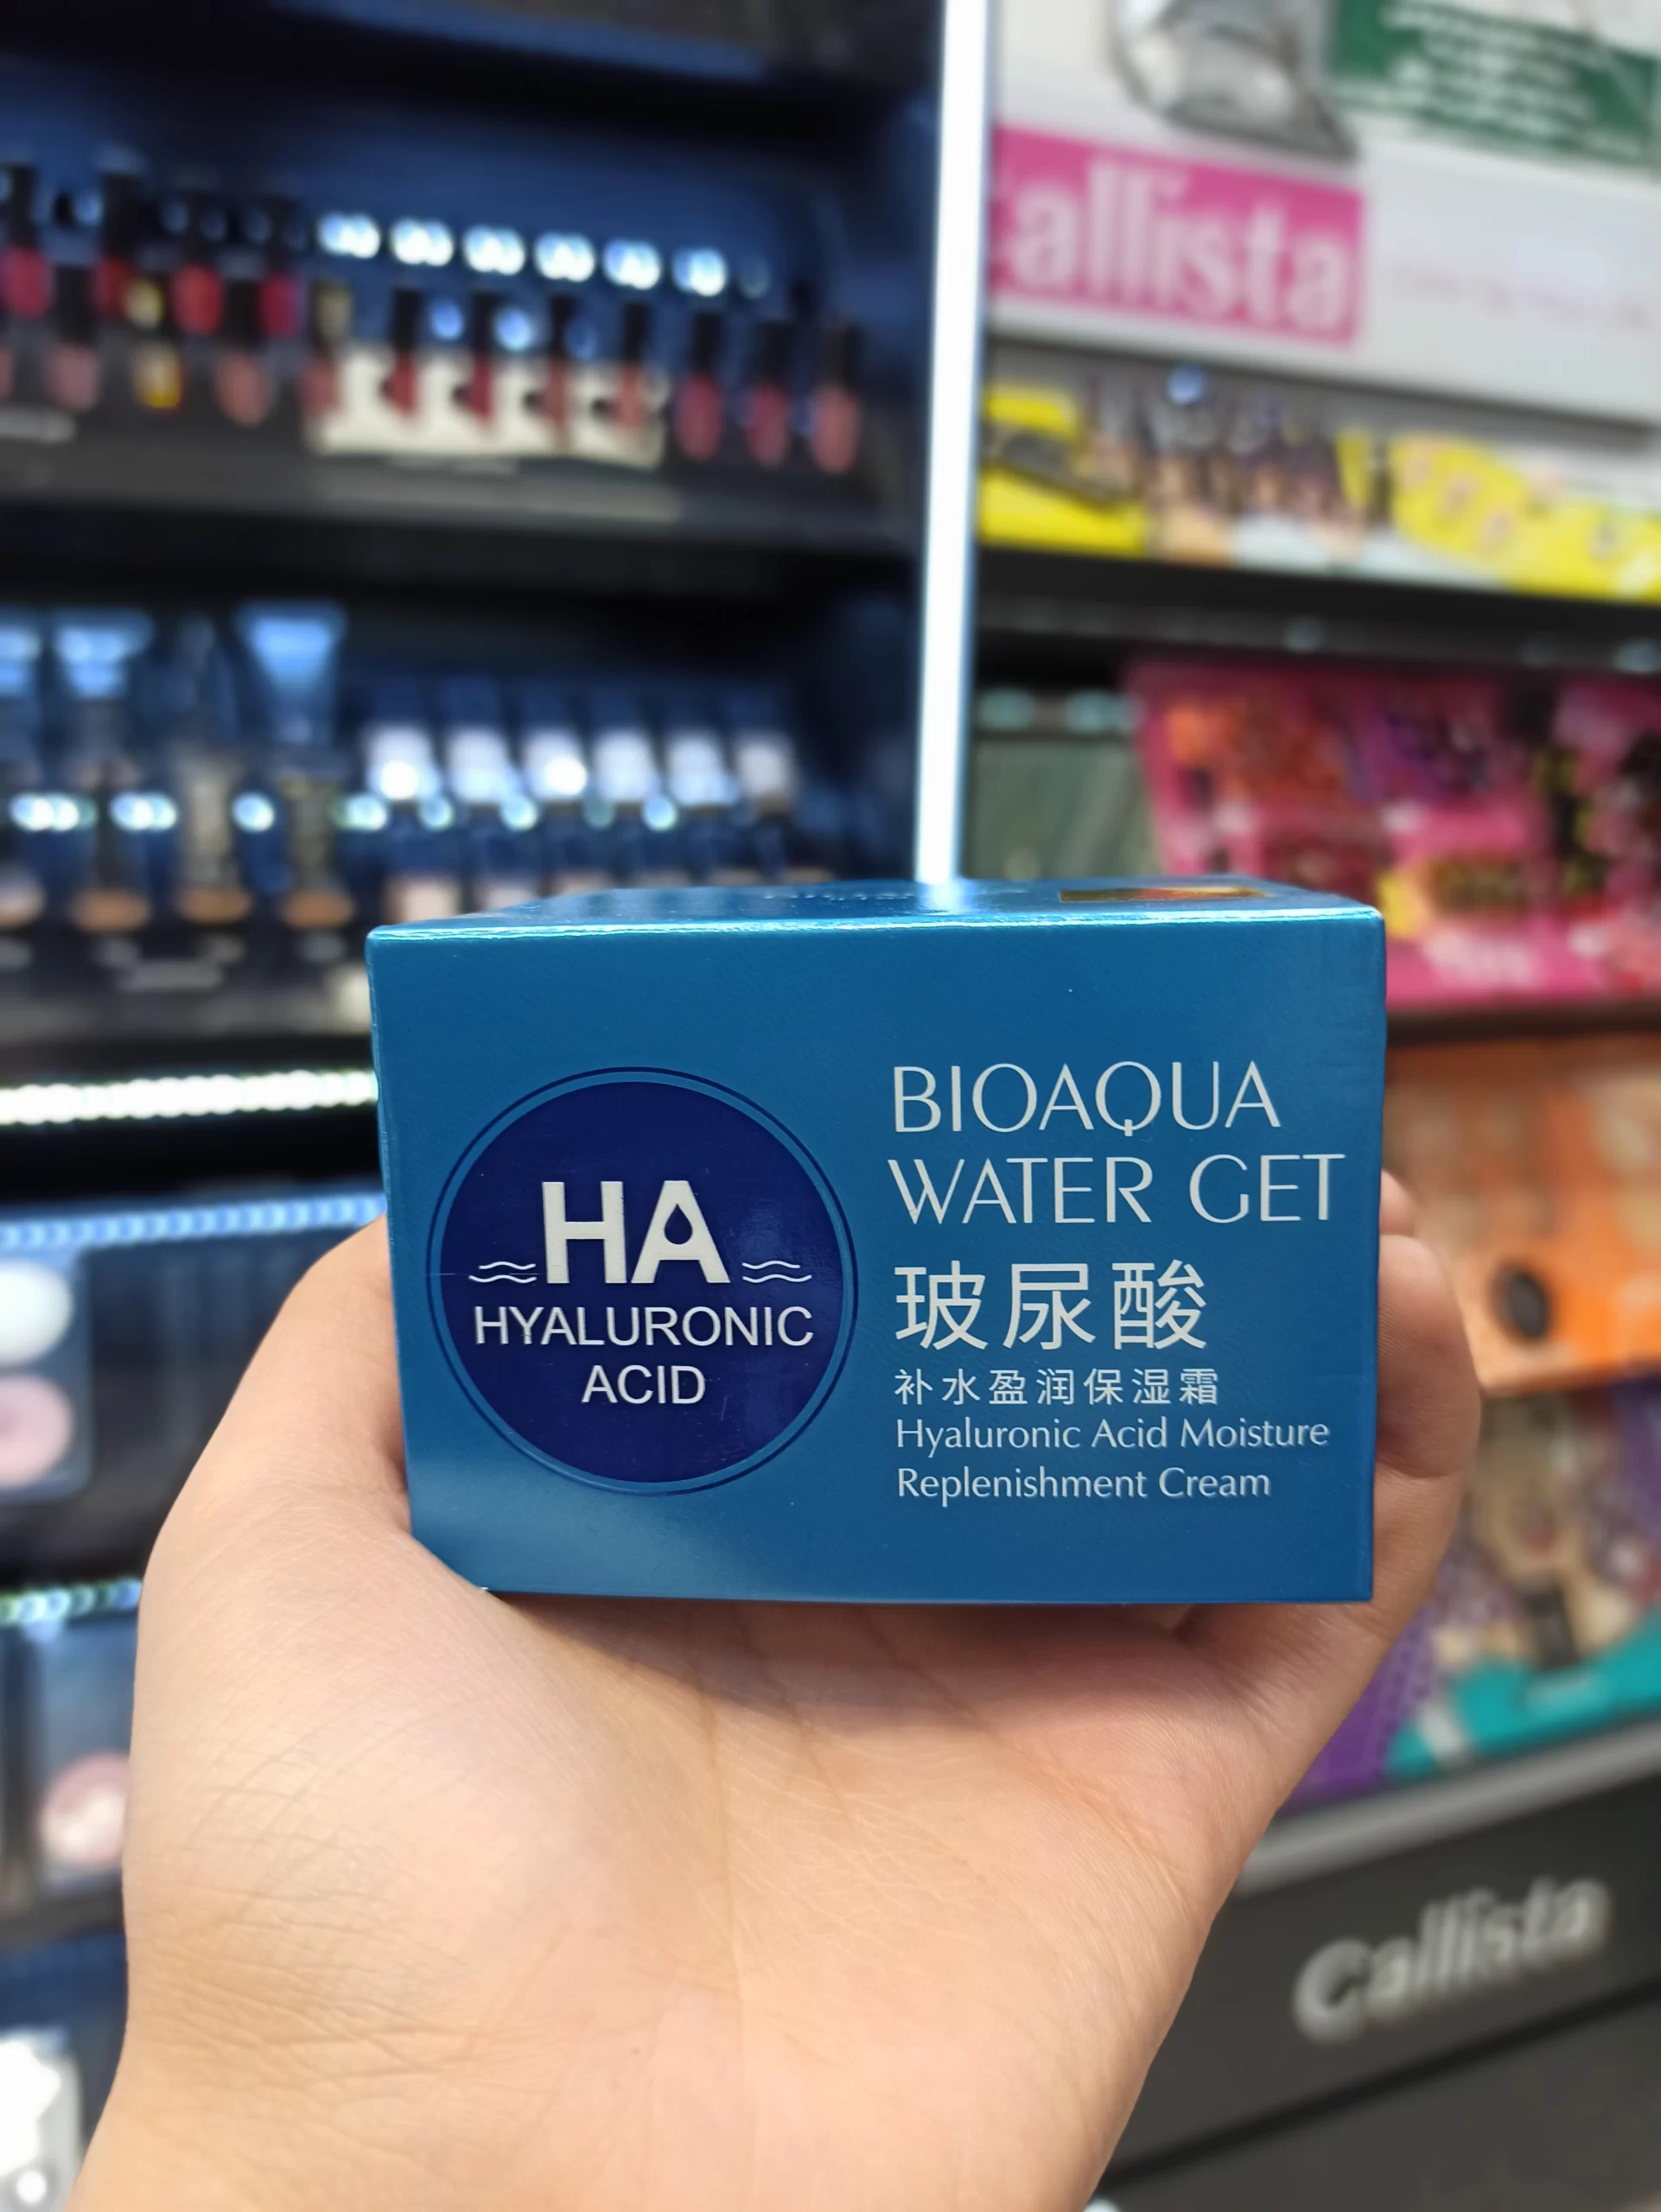 Callista
BIOAQUA
WATER GET
玻尿酸
补水盈润保湿霜
Hyaluronic Acid Moisture
Replenishment Cream
HA
HYALURONIC
ACID
Callista